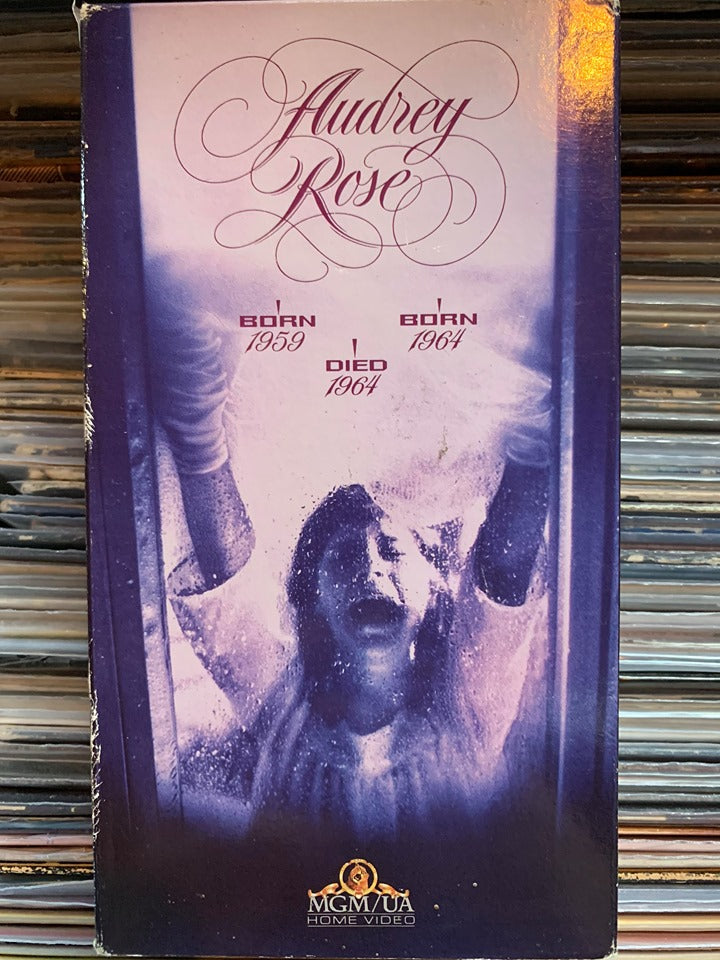 Audrey
Rose
BORN
1959
DIED
1964
BORN
1964
MGM/UA
HOME VIDEO